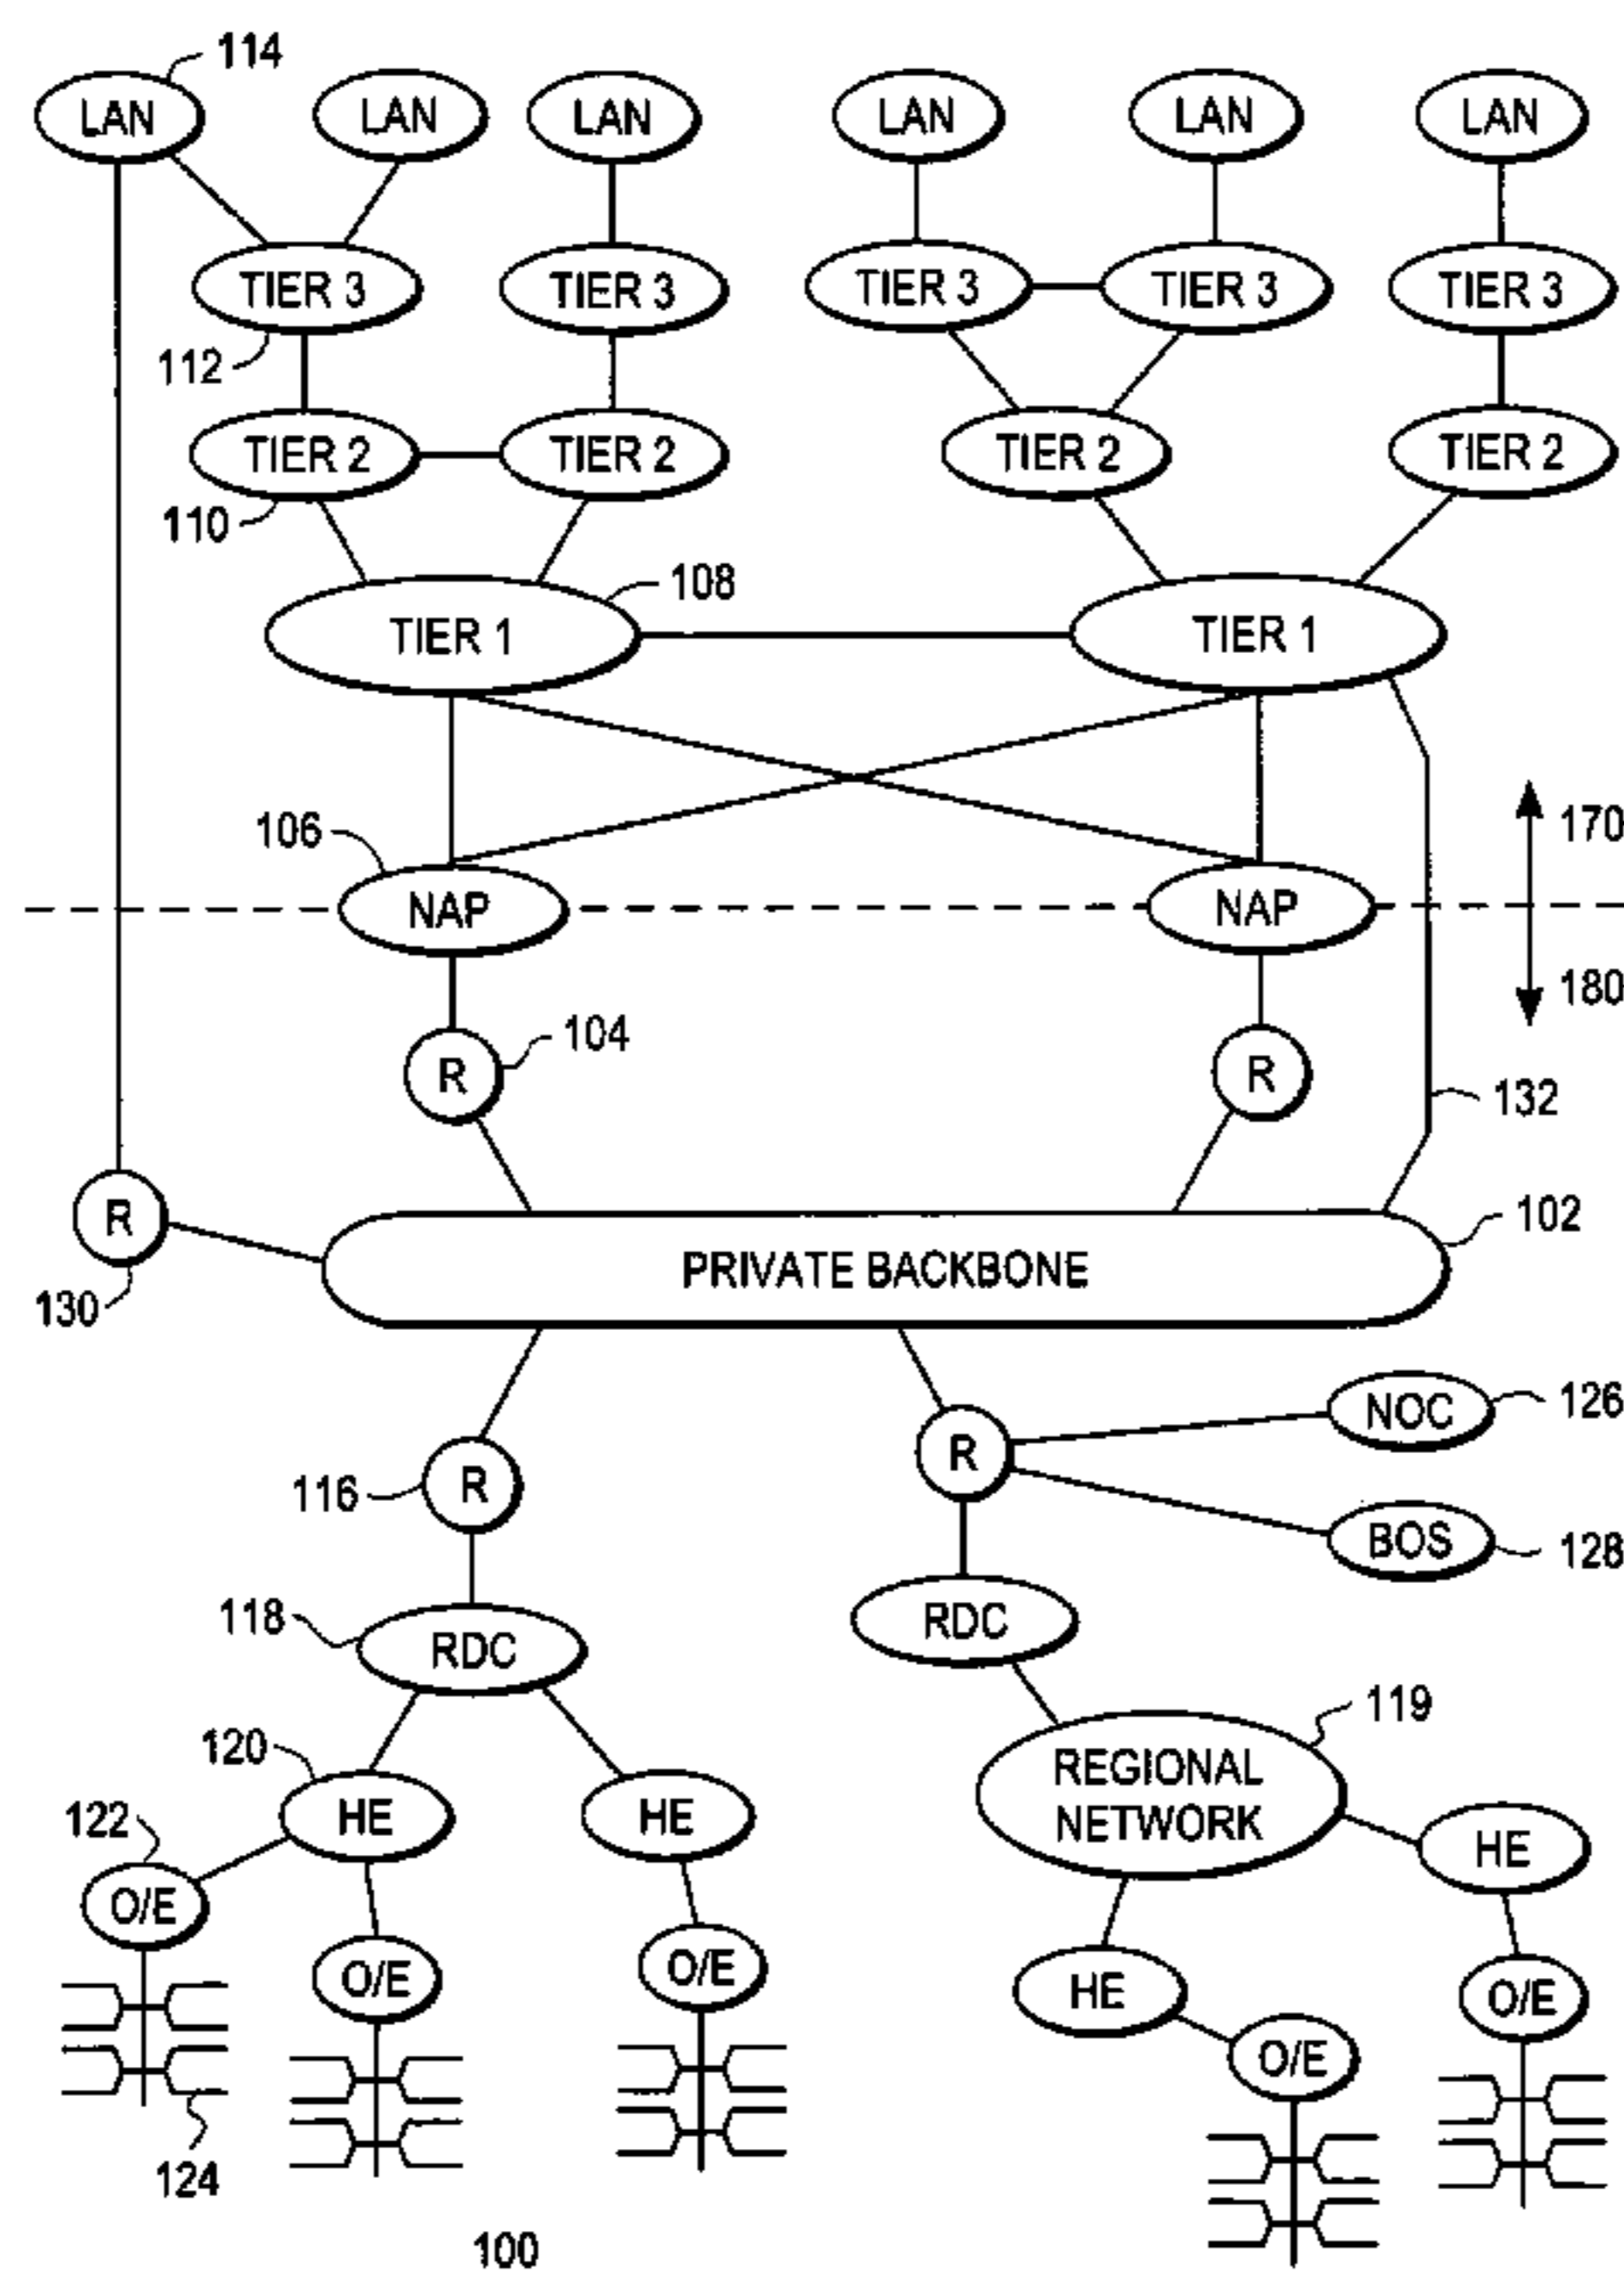 114
LAN LAN LAN LAN LAN LAN
TIER 3 TIER 3 TIER 3 TIER 3 TIER 3
112
TIER 2 TIER 2 TIER 2 TIER 2
110
108
TIER 1 TIER 1
106
170
NAP NAP
180
104
R R
132
R
102
PRIVATE BACKBONE
130
126
NOC
R
116
R
BOS
128
118
RDC
RDC
119
120
REGIONAL
NETWORK
122
HE HE
HE
O/E
O/E
O/E
HE
O/E
O/E
124
100